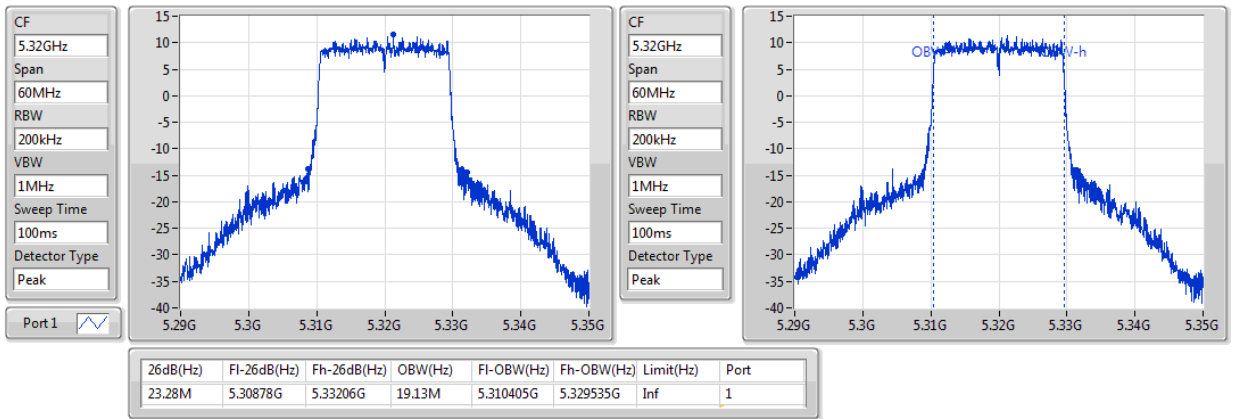 CF
5.32GHz
Span
60MHz
RBW
200kHz
VBW
1MHz
Sweep Time
100ms
Detector Type
Peak
Port 1
15
10
5
0
-5
-10
-15
-20
-25
-30
-35
-40
5.29G 5.3G 5.31G 5.32G 5.33G 5.34G 5.35G
CF
5.32GHz
Span
60MHz
RBW
200kHz
VBW
1MHz
Sweep Time
100ms
Detector Type
Peak
15
10
5
0
-5
-10
-15
-20
-25
-30
-35
-40
5.29G 5.3G 5.31G 5.32G 5.33G 5.34G 5.35G
26dB(Hz) Fl-26dB(Hz) Fh-26dB(Hz) OBW(Hz) Fl-OBW(Hz) Fh-OBW(Hz) Limit(Hz) Port
23.28M 5.30878G 5.33206G 19.13M 5.310405G 5.329535G Inf 1